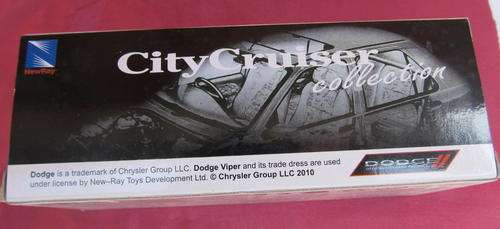 NewRay
CityCruiser
collection
Dodge is a trademark of Chrysler Group LLC. Dodge Viper and its trade dress are used
under license by New-Ray Toys Development Ltd. © Chrysler Group LLC 2010
DODGE